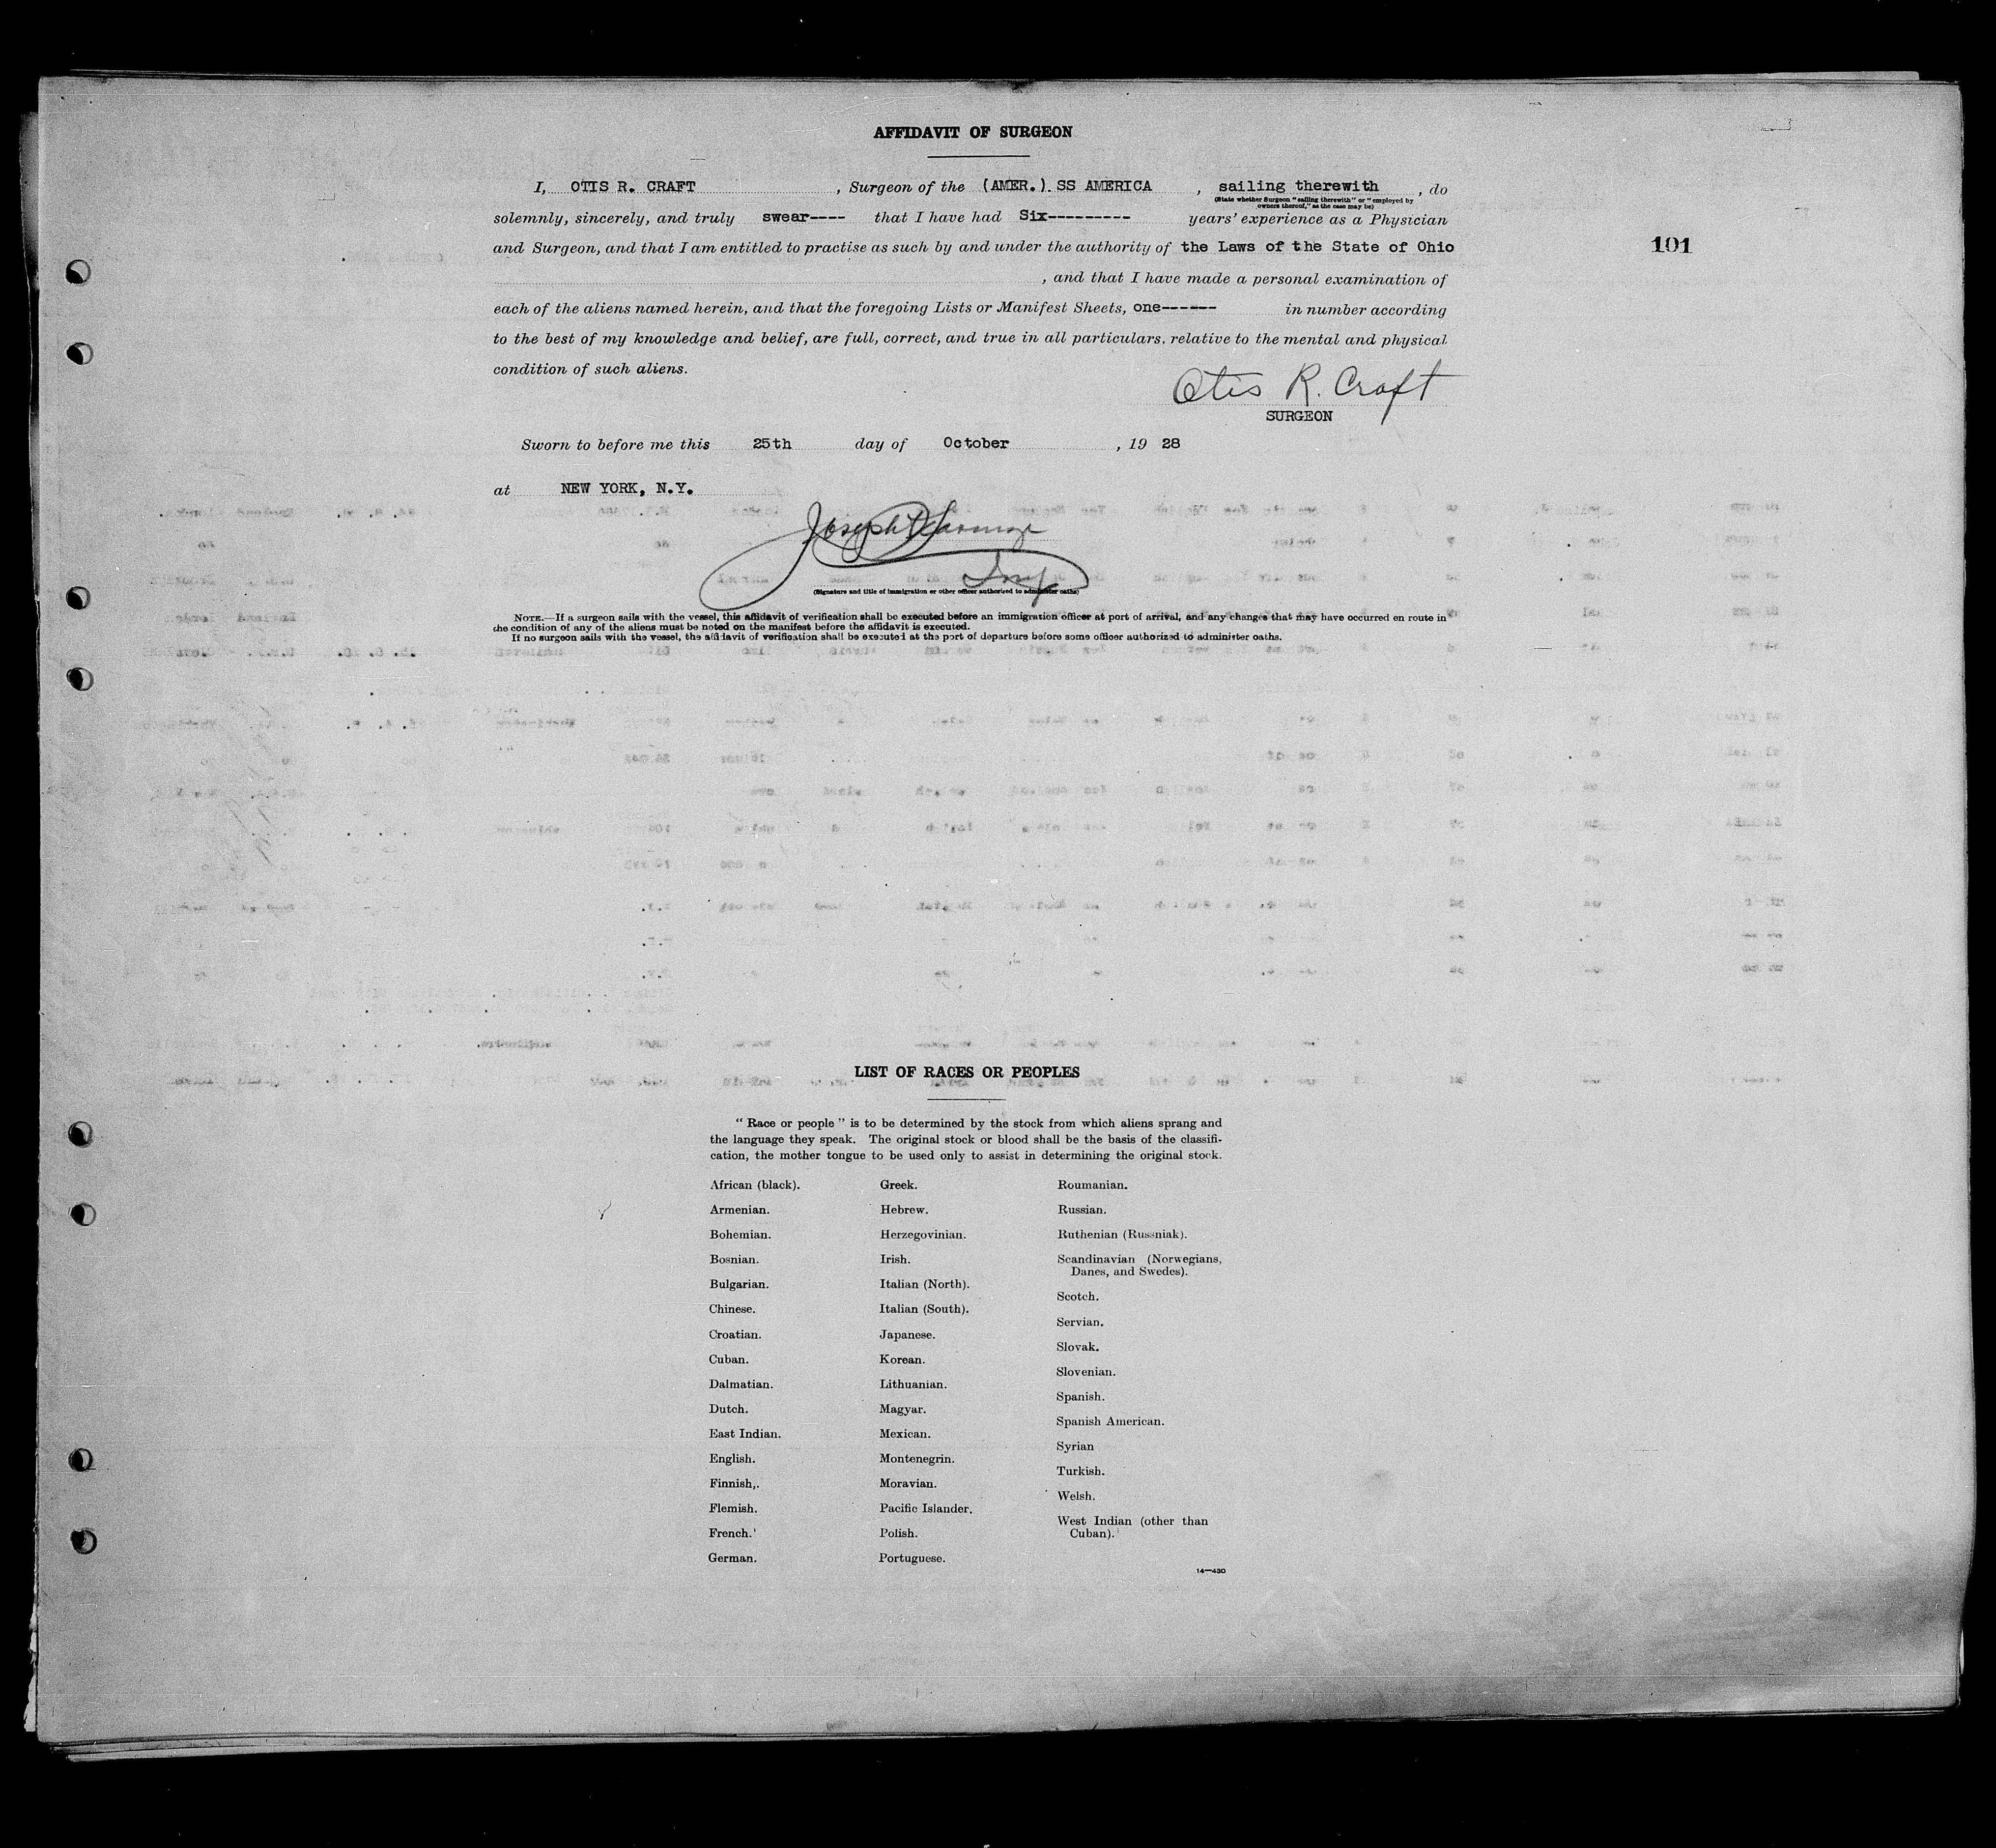 AFFIDAVIT OF SURGEON
I, OTIS R. CRAFT, Surgeon of the (AMER.). SS AMERICA, sailing therewith, do
(State whether Surgeon "sailing therewith" or "employed by
owners thereof," as the case may be)
solemnly, sincerely, and truly swear---- that I have had Six--------- years' experience as a Physician
and Surgeon, and that I am entitled to practise as such by and under the authority of the Laws of the State of Ohio
101
, and that I have made a personal examination of
each of the aliens named herein, and that the foregoing Lists or Manifest Sheets, one------ in number according
to the best of my knowledge and belief, are full, correct, and true in all particulars, relative to the mental and physical
condition of such aliens.
Otis R. Craft
SURGEON
Sworn to before me this 25th day of October, 19 28
at NEW YORK, N.Y.
Joseph
(Signature and title of immigration or other officer authorized to administer oaths)
NOTE.—If a surgeon sails with the vessel, this affidavit of verification shall be executed before an immigration officer at port of arrival, and any changes that may have occurred en route in
the condition of any of the aliens must be noted on the manifest before the affidavit is executed.
If no surgeon sails with the vessel, the affidavit of verification shall be executed at the port of departure before some officer authorized to administer oaths.
LIST OF RACES OR PEOPLES
"Race or people" is to be determined by the stock from which aliens sprang and
the language they speak. The original stock or blood shall be the basis of the classifi-
cation, the mother tongue to be used only to assist in determining the original stock.
African (black).
Armenian.
Bohemian.
Bosnian.
Bulgarian.
Chinese.
Croatian.
Cuban.
Dalmatian.
Dutch.
East Indian.
English.
Finnish,.
Flemish.
French.
German.
Greek.
Hebrew.
Herzegovinian.
Irish.
Italian (North).
Italian (South).
Japanese.
Korean.
Lithuanian.
Magyar.
Mexican.
Montenegrin.
Moravian.
Pacific Islander.
Polish.
Portuguese.
Roumanian.
Russian.
Ruthenian (Russniak).
Scandinavian (Norwegians,
Danes, and Swedes).
Scotch.
Servian.
Slovak.
Slovenian.
Spanish.
Spanish American.
Syrian
Turkish.
Welsh.
West Indian (other than
Cuban).
14—430